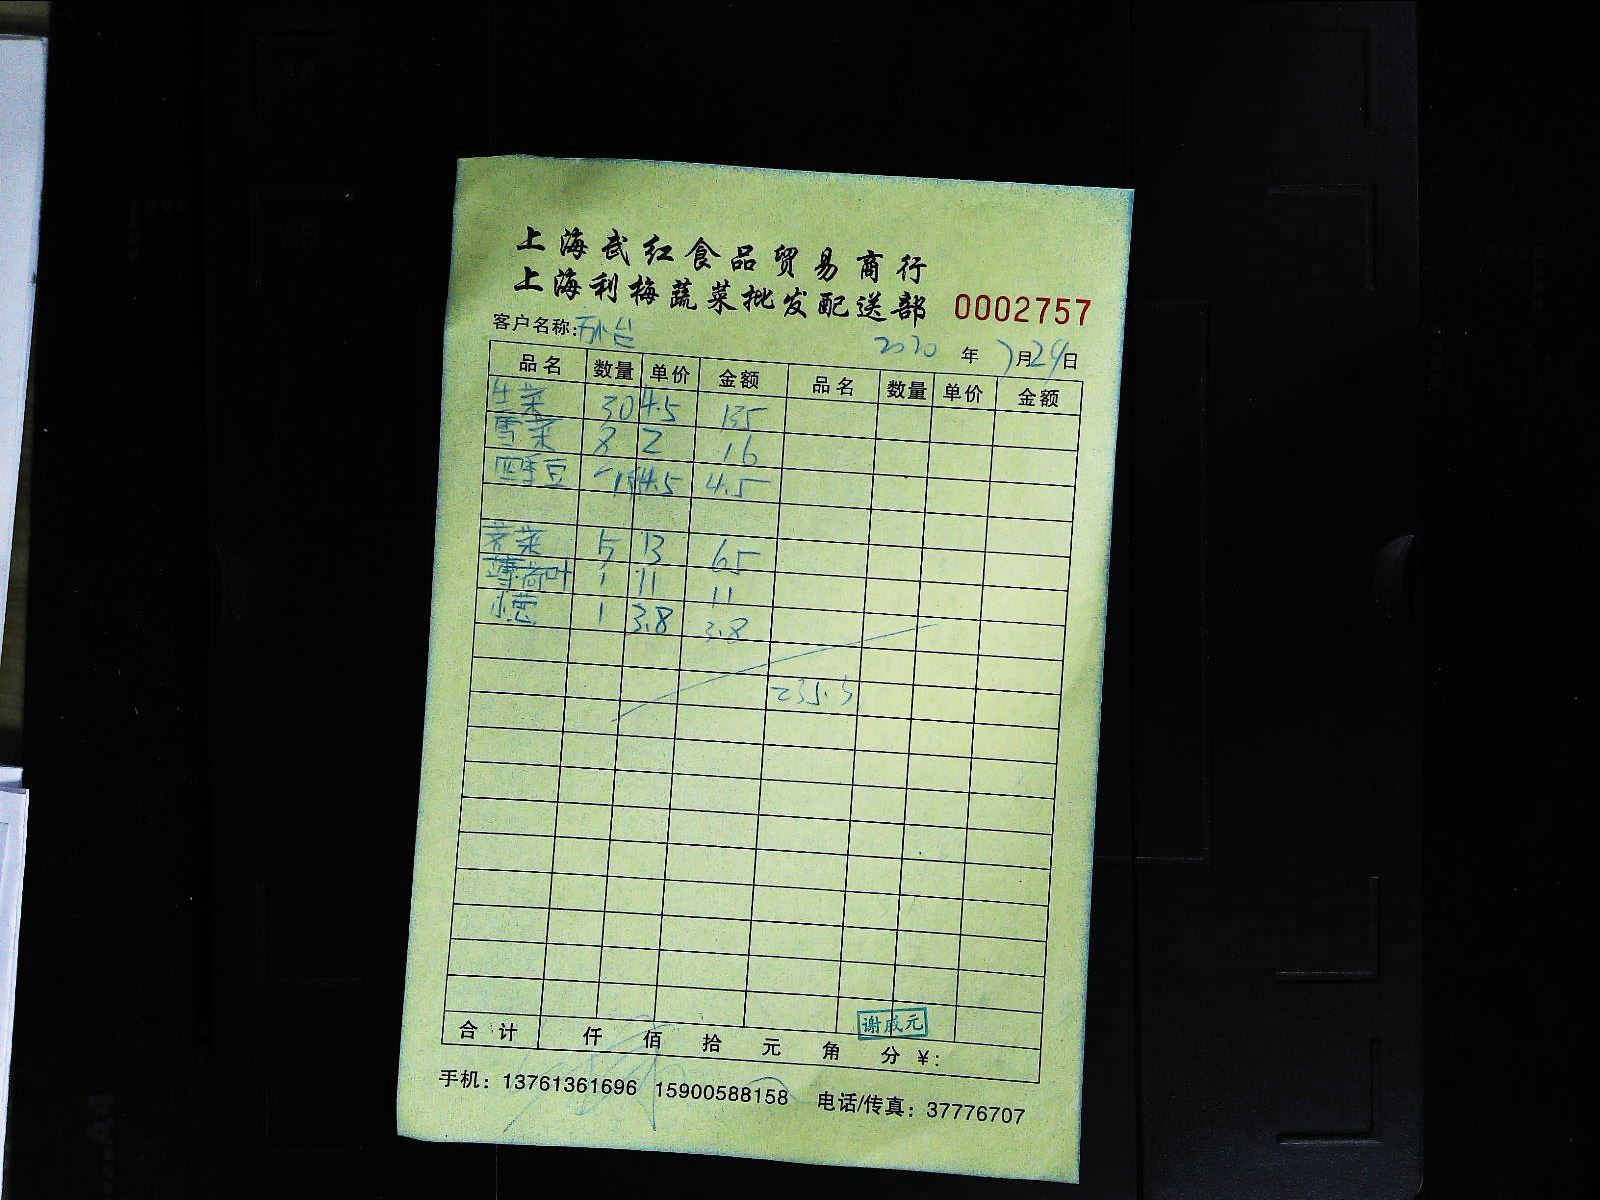 上海武红食品贸易商行
上海利梅蔬菜批发配送部 0002757
客户名称:
2020 年 7月29日
品名 数量 单价 金额 品名 数量 单价 金额
生菜 30 4.5 135
雪菜 8 2 16
四季豆 1 4.5 4.5
芥菜 5 13 65
薄荷叶 1 11 11
小葱 1 3.8 3.8
235.3
谢成元
合计 仟 佰 拾 元 角 分 ¥:
手机: 13761361696 15900588158 电话/传真: 37776707